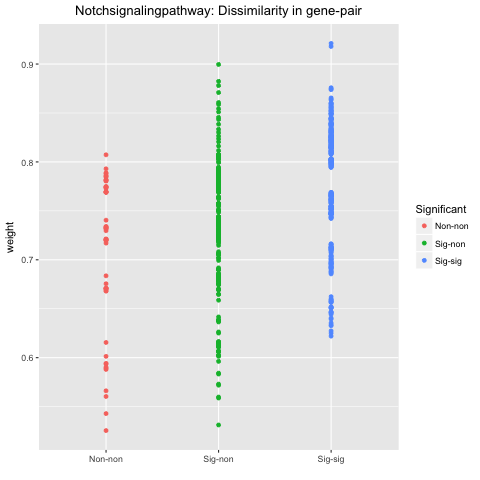 Notchsignalingpathway: Dissimilarity in gene-pair
0.9
0.8
0.7
0.6
weight
Non-non
Sig-non
Sig-sig
Significant
Non-non
Sig-non
Sig-sig